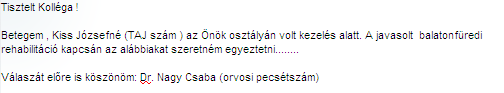 Tisztelt Kolléga !
Betegem , Kiss Józsefné (TAJ szám ) az Önök osztályán volt kezelés alatt. A javasolt balatonfüredi
rehabilitáció kapcsán az alábbiakat szeretném egyeztetni........
Válaszát előre is köszönöm: Dr. Nagy Csaba (orvosi pecsétszám)